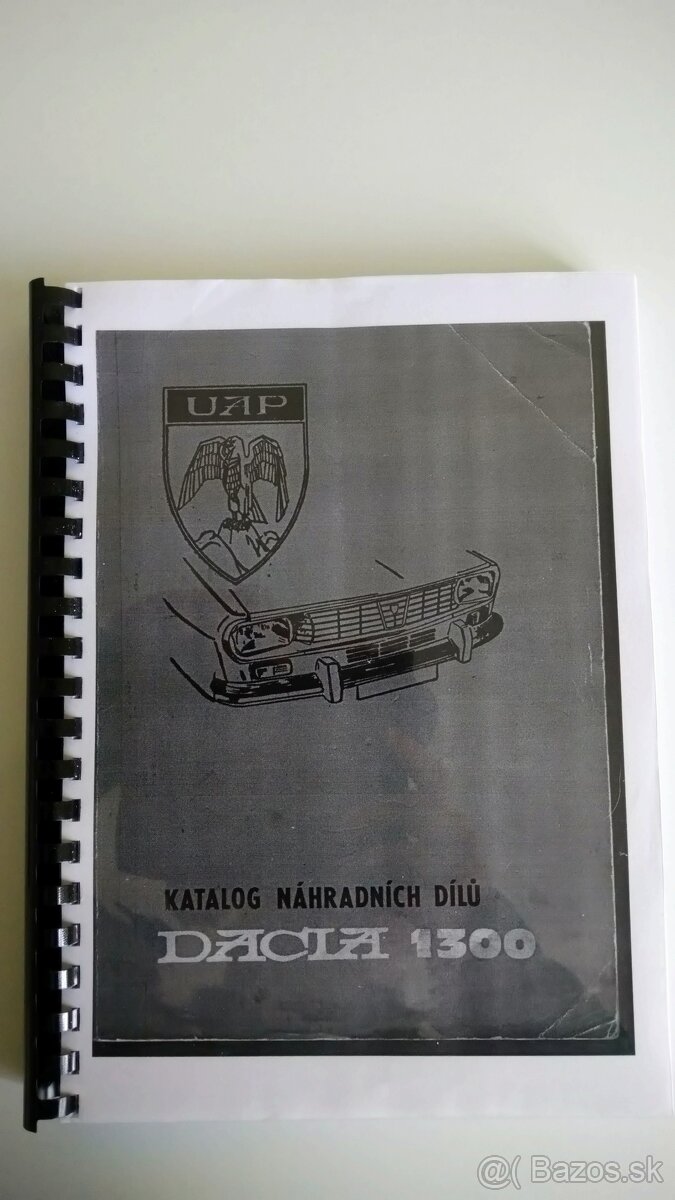 UAP
KATALOG NÁHRADNÍCH DÍLŮ
DACIA 1300
@( Bazos.sk